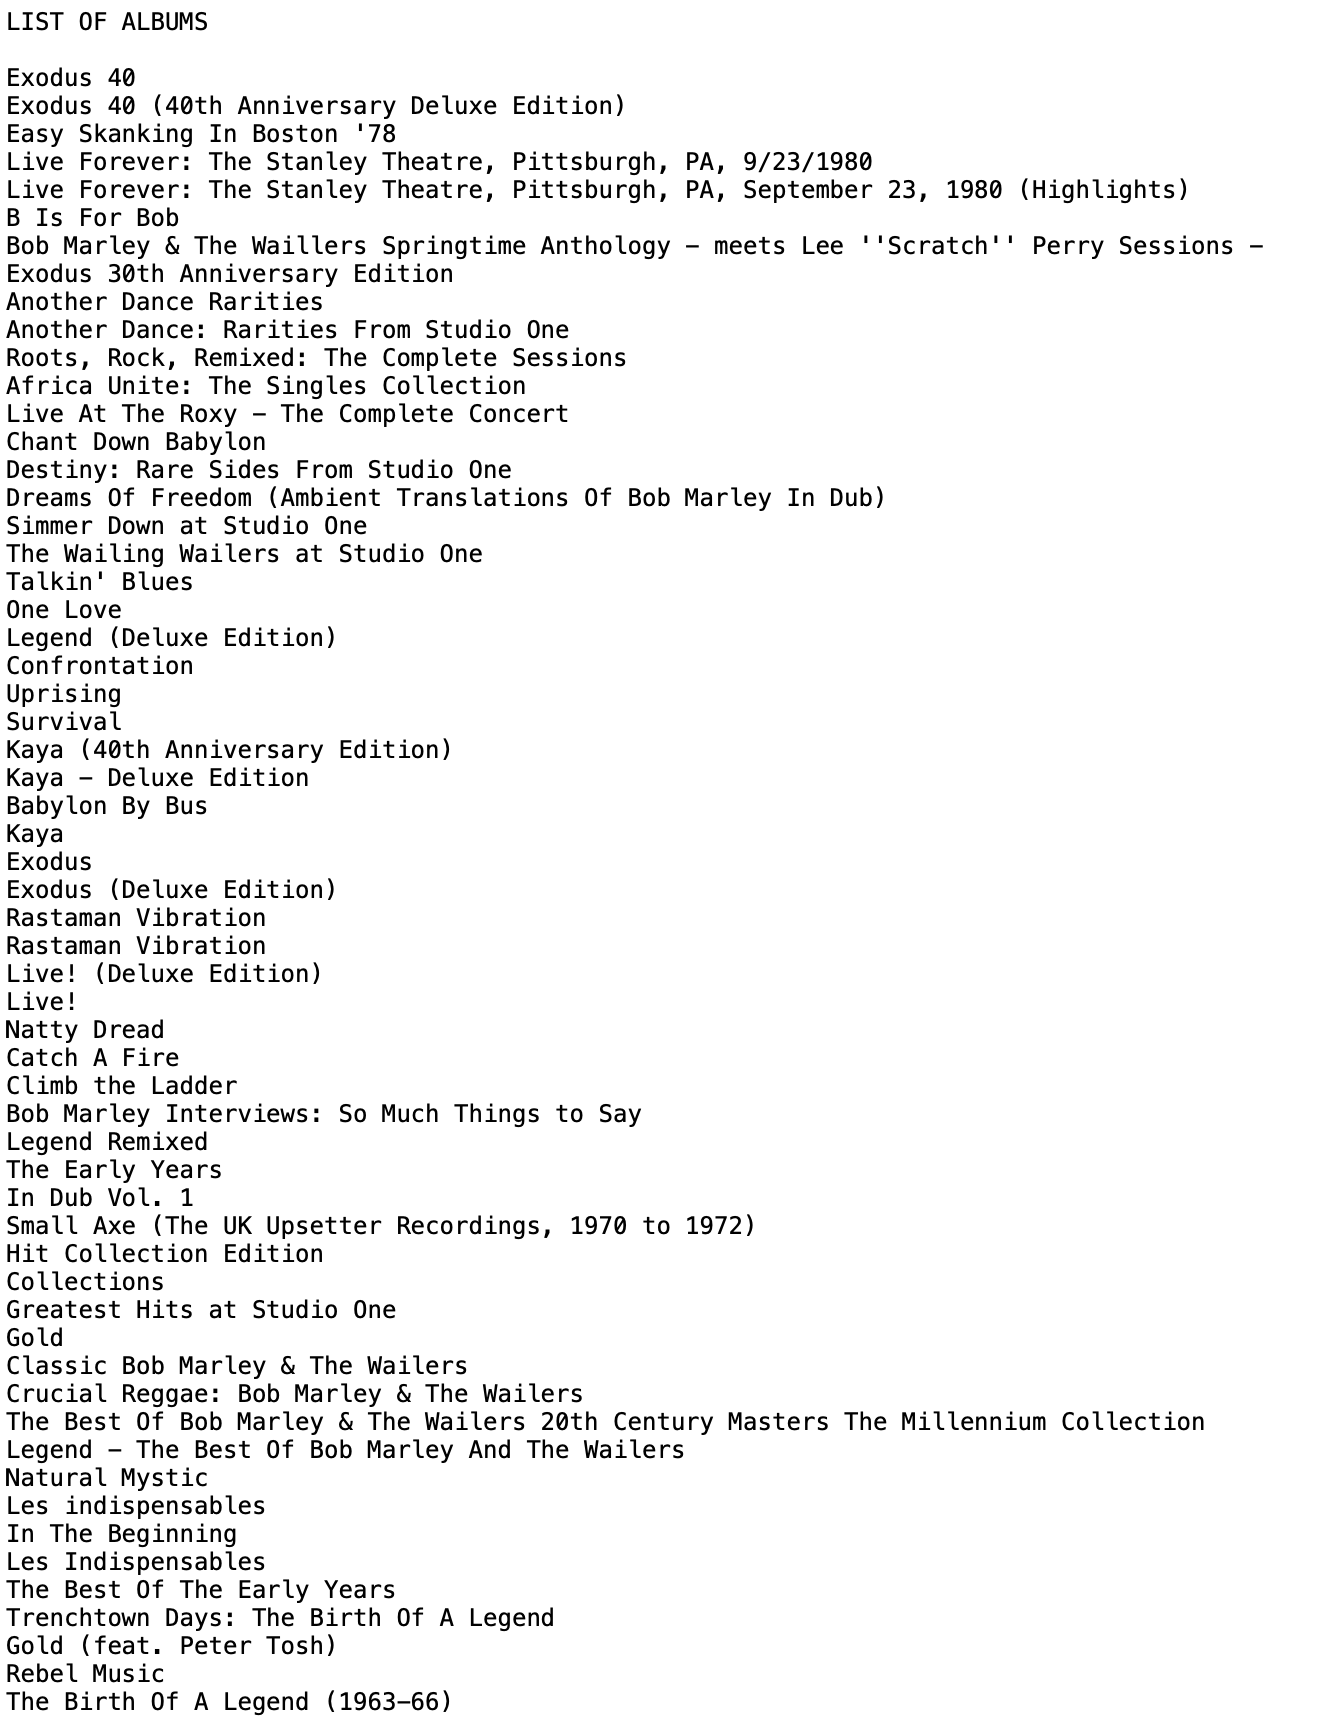 LIST OF ALBUMS
Exodus 40
Exodus 40 (40th Anniversary Deluxe Edition)
Easy Skanking In Boston '78
Live Forever: The Stanley Theatre, Pittsburgh, PA, 9/23/1980
Live Forever: The Stanley Theatre, Pittsburgh, PA, September 23, 1980 (Highlights)
B Is For Bob
Bob Marley & The Waillers Springtime Anthology – meets Lee ''Scratch'' Perry Sessions –
Exodus 30th Anniversary Edition
Another Dance Rarities
Another Dance: Rarities From Studio One
Roots, Rock, Remixed: The Complete Sessions
Africa Unite: The Singles Collection
Live At The Roxy – The Complete Concert
Chant Down Babylon
Destiny: Rare Sides From Studio One
Dreams Of Freedom (Ambient Translations Of Bob Marley In Dub)
Simmer Down at Studio One
The Wailing Wailers at Studio One
Talkin' Blues
One Love
Legend (Deluxe Edition)
Confrontation
Uprising
Survival
Kaya (40th Anniversary Edition)
Kaya – Deluxe Edition
Babylon By Bus
Kaya
Exodus
Exodus (Deluxe Edition)
Rastaman Vibration
Rastaman Vibration
Live! (Deluxe Edition)
Live!
Natty Dread
Catch A Fire
Climb the Ladder
Bob Marley Interviews: So Much Things to Say
Legend Remixed
The Early Years
In Dub Vol. 1
Small Axe (The UK Upsetter Recordings, 1970 to 1972)
Hit Collection Edition
Collections
Greatest Hits at Studio One
Gold
Classic Bob Marley & The Wailers
Crucial Reggae: Bob Marley & The Wailers
The Best Of Bob Marley & The Wailers 20th Century Masters The Millennium Collection
Legend – The Best Of Bob Marley And The Wailers
Natural Mystic
Les indispensables
In The Beginning
Les Indispensables
The Best Of The Early Years
Trenchtown Days: The Birth Of A Legend
Gold (feat. Peter Tosh)
Rebel Music
The Birth Of A Legend (1963–66)